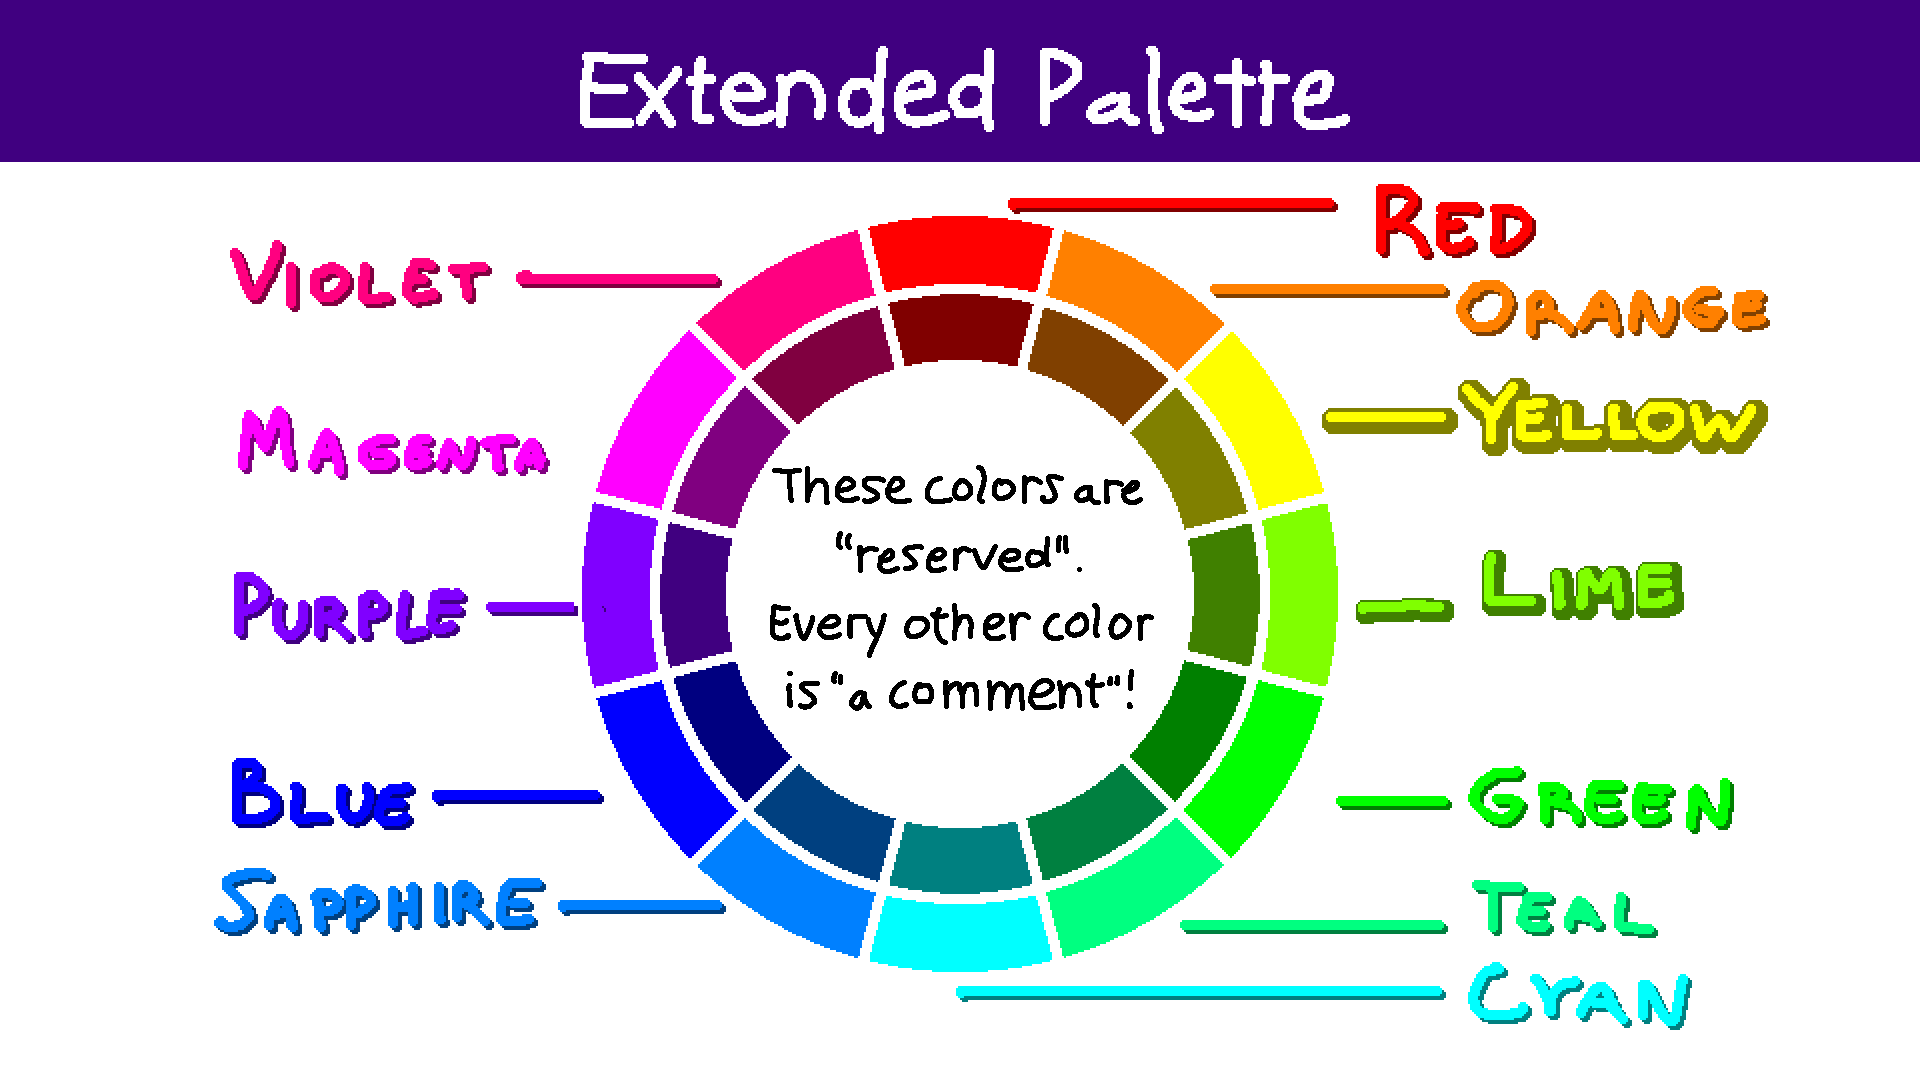 Extended Palette
RED
ORANGE
YELLOW
LIME
GREEN
TEAL
CYAN
SAPPHIRE
BLUE
PURPLE
MAGENTA
VIOLET
These colors are
"reserved".
Every other color
is "a comment"!